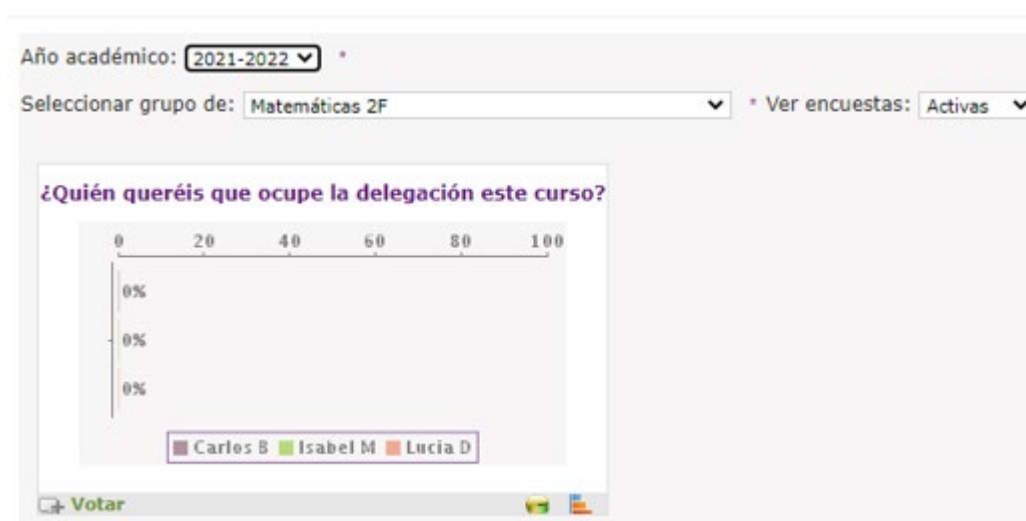 Año académico: 2021-2022 *
Seleccionar grupo de: Matemáticas 2F * Ver encuestas: Activas
¿Quién queréis que ocupe la delegación este curso?
0 20 40 60 80 100
0%
0%
0%
Carlos B Isabel M Lucia D
Votar